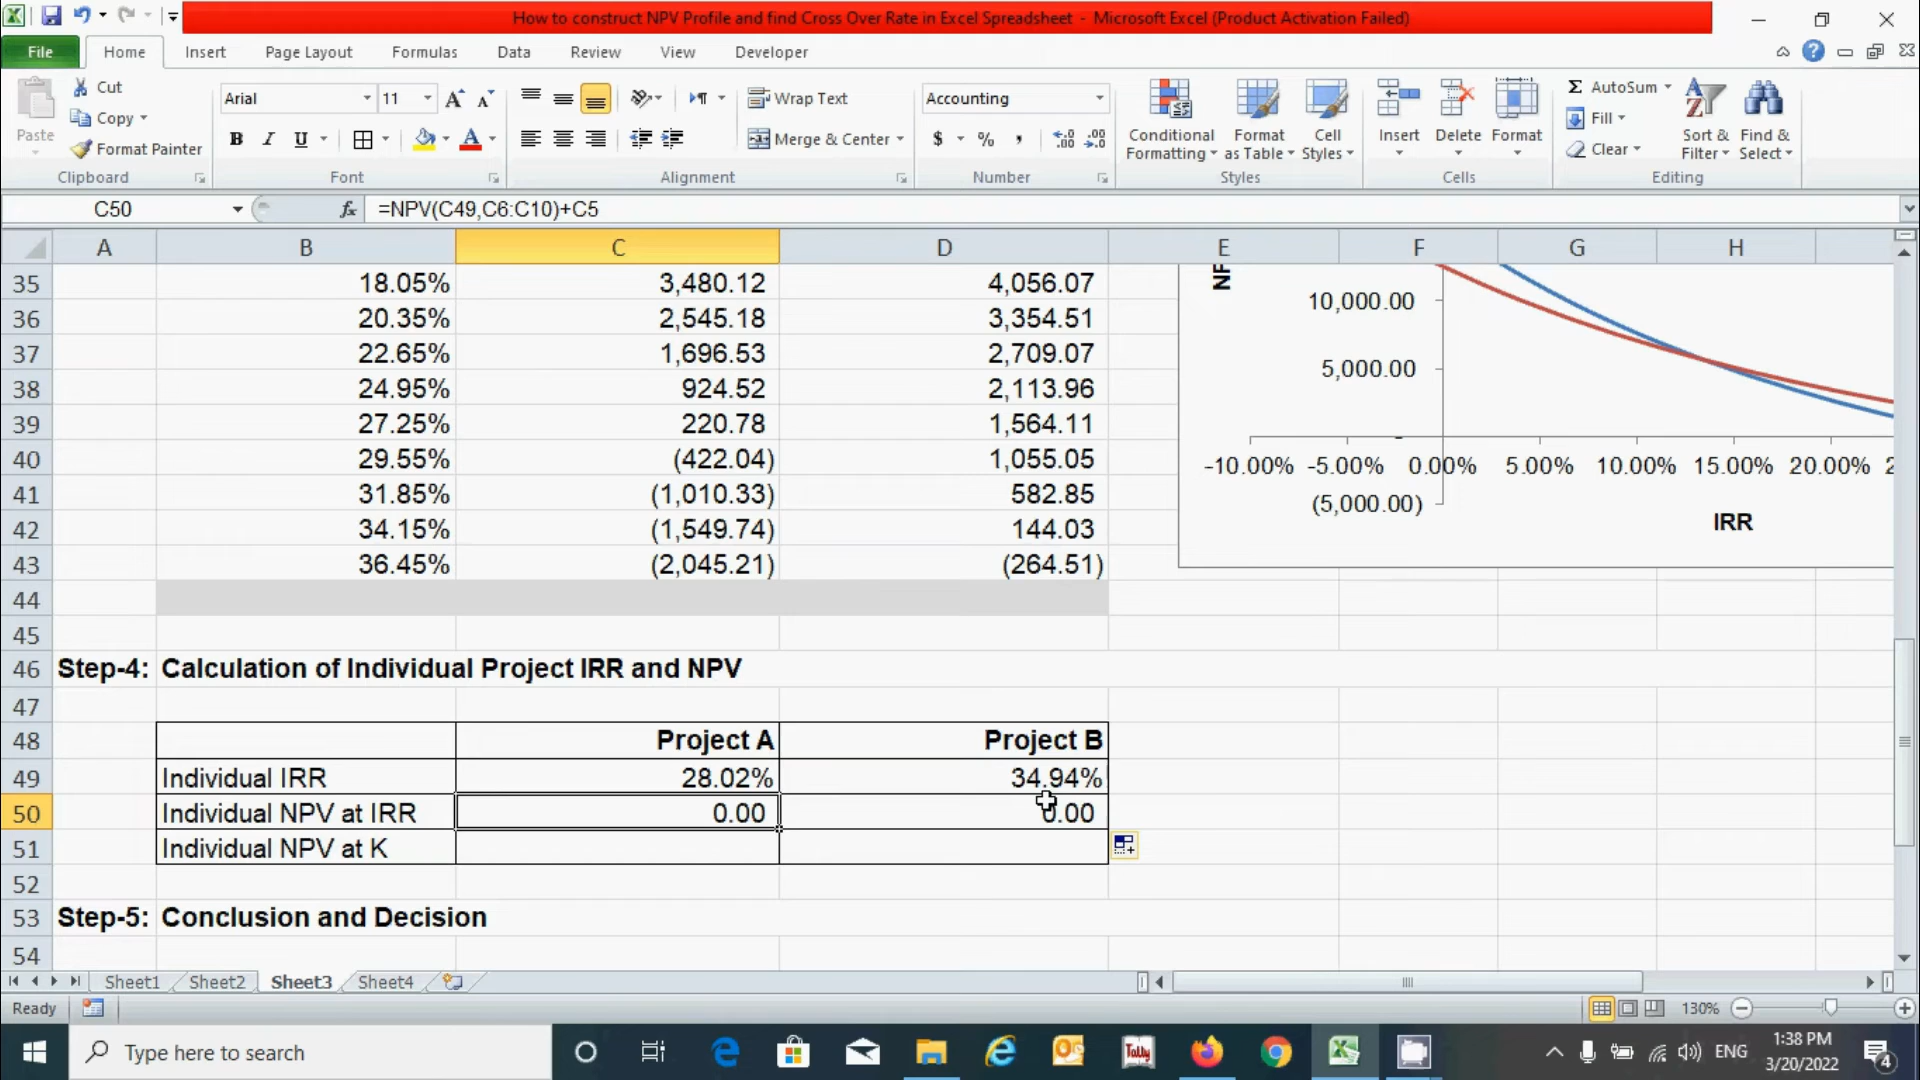 How to construct NPV Profile and find Cross Over Rate in Excel Spreadsheet - Microsoft Excel (Product Activation Failed)
File Home Insert Page Layout Formulas Data Review View Developer
Paste
Cut
Copy
Format Painter
Clipboard
Arial 11
B I U
Font
Wrap Text
Merge & Center
Alignment
Accounting
$ % ,
Number
Conditional Formatting
Format as Table
Cell Styles
Styles
Insert Delete Format
Cells
Σ AutoSum
Fill
Clear
Sort & Filter
Find & Select
Editing
C50 fx =NPV(C49,C6:C10)+C5
A B C D E F G H
35 18.05% 3,480.12 4,056.07
36 20.35% 2,545.18 3,354.51
37 22.65% 1,696.53 2,709.07
38 24.95% 924.52 2,113.96
39 27.25% 220.78 1,564.11
40 29.55% (422.04) 1,055.05
41 31.85% (1,010.33) 582.85
42 34.15% (1,549.74) 144.03
43 36.45% (2,045.21) (264.51)
44
45
46 Step-4: Calculation of Individual Project IRR and NPV
47
48 Project A Project B
49 Individual IRR 28.02% 34.94%
50 Individual NPV at IRR 0.00 0.00
51 Individual NPV at K
52
53 Step-5: Conclusion and Decision
54
10,000.00
5,000.00
-
-10.00% -5.00% 0.00% 5.00% 10.00% 15.00% 20.00%
(5,000.00)
IRR
Sheet1 Sheet2 Sheet3 Sheet4
Ready 130%
Type here to search
Tally
ENG
1:38 PM
3/20/2022
4